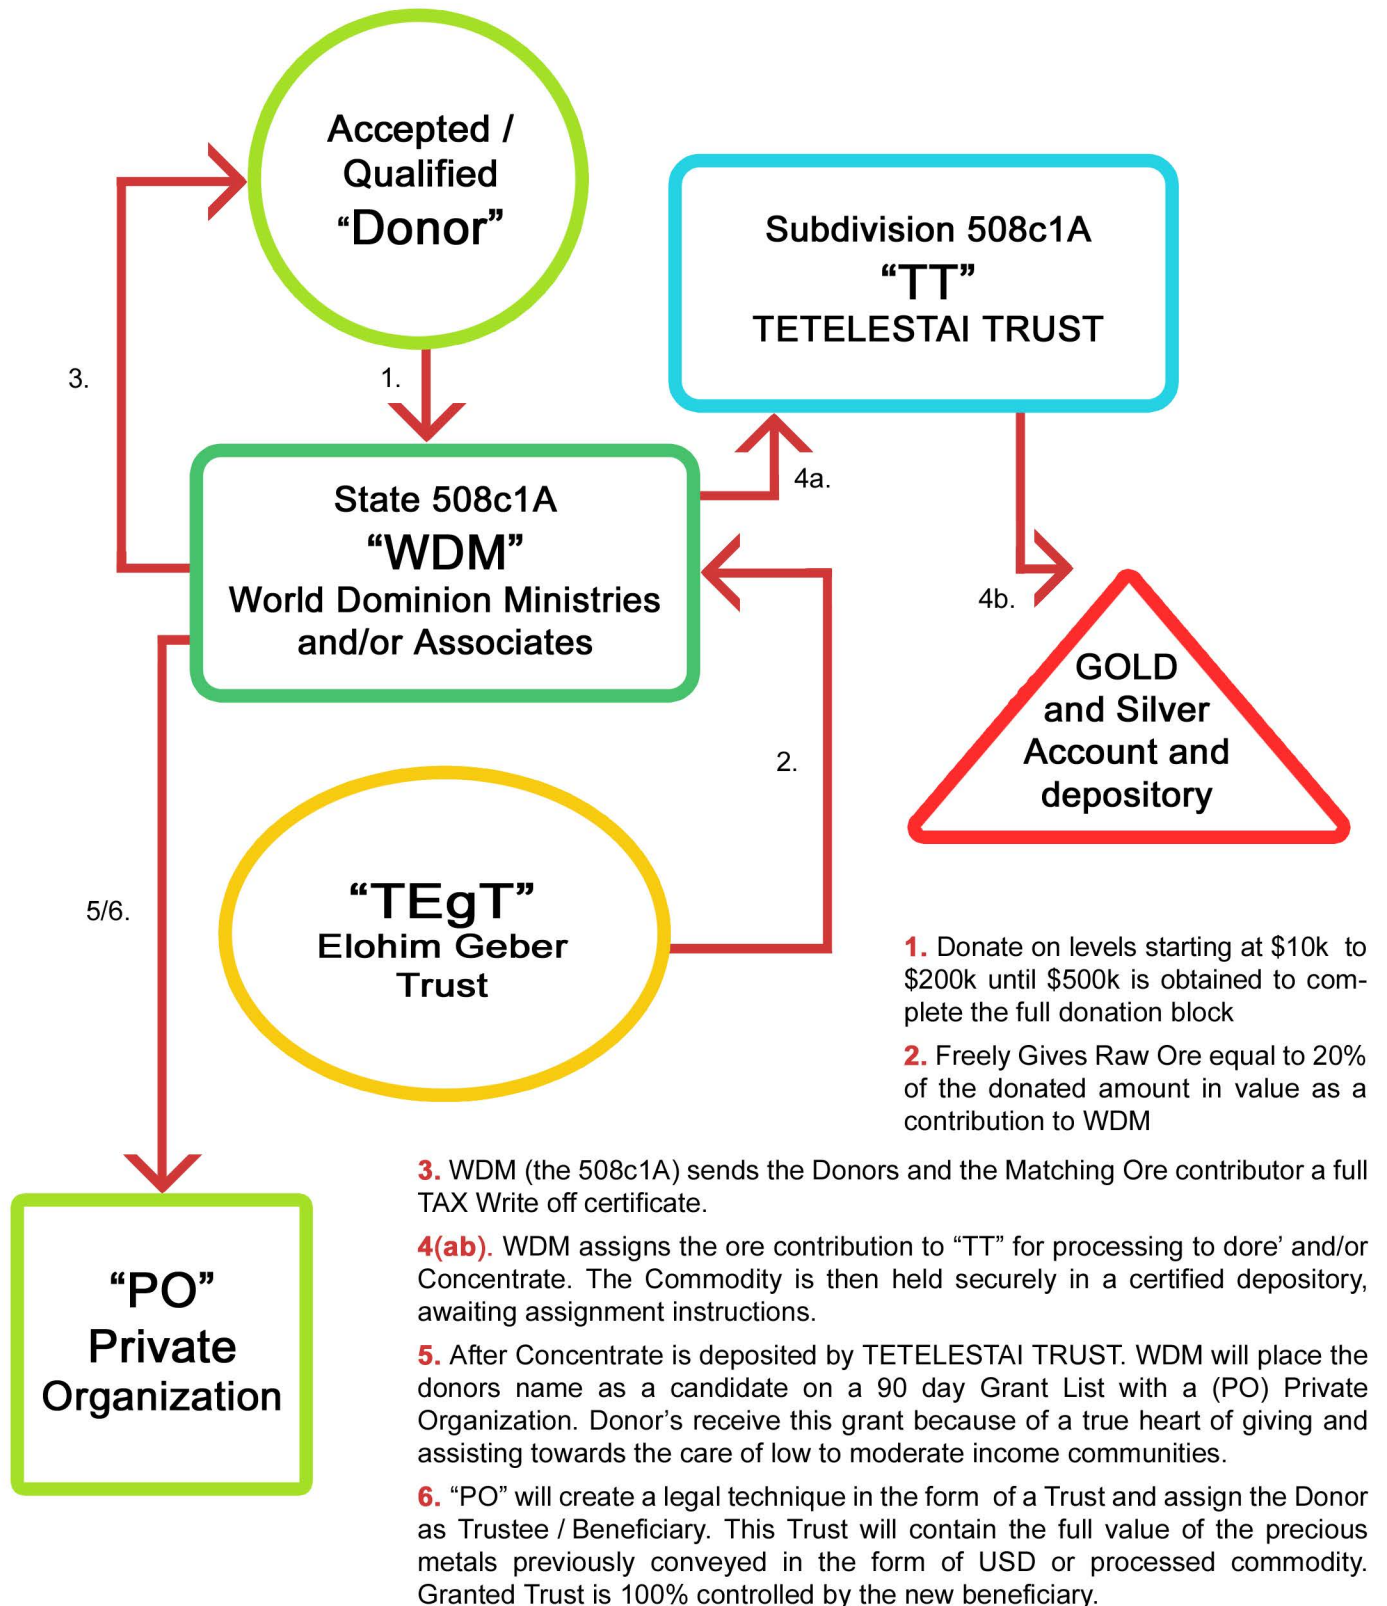 Accepted /
Qualified
“Donor”
Subdivision 508c1A
“TT”
TETELESTAI TRUST
3.
1.
4a.
State 508c1A
“WDM”
World Dominion Ministries
and/or Associates
4b.
GOLD
and Silver
Account and
depository
2.
“TEgT”
Elohim Geber
Trust
5/6.
“PO”
Private
Organization
1. Donate on levels starting at $10k to
$200k until $500k is obtained to com-
plete the full donation block
2. Freely Gives Raw Ore equal to 20%
of the donated amount in value as a
contribution to WDM
3. WDM (the 508c1A) sends the Donors and the Matching Ore contributor a full
TAX Write off certificate.
4(ab). WDM assigns the ore contribution to “TT” for processing to dore’ and/or
Concentrate. The Commodity is then held securely in a certified depository,
awaiting assignment instructions.
5. After Concentrate is deposited by TETELESTAI TRUST. WDM will place the
donors name as a candidate on a 90 day Grant List with a (PO) Private
Organization. Donor’s receive this grant because of a true heart of giving and
assisting towards the care of low to moderate income communities.
6. “PO” will create a legal technique in the form of a Trust and assign the Donor
as Trustee / Beneficiary. This Trust will contain the full value of the precious
metals previously conveyed in the form of USD or processed commodity.
Granted Trust is 100% controlled by the new beneficiary.